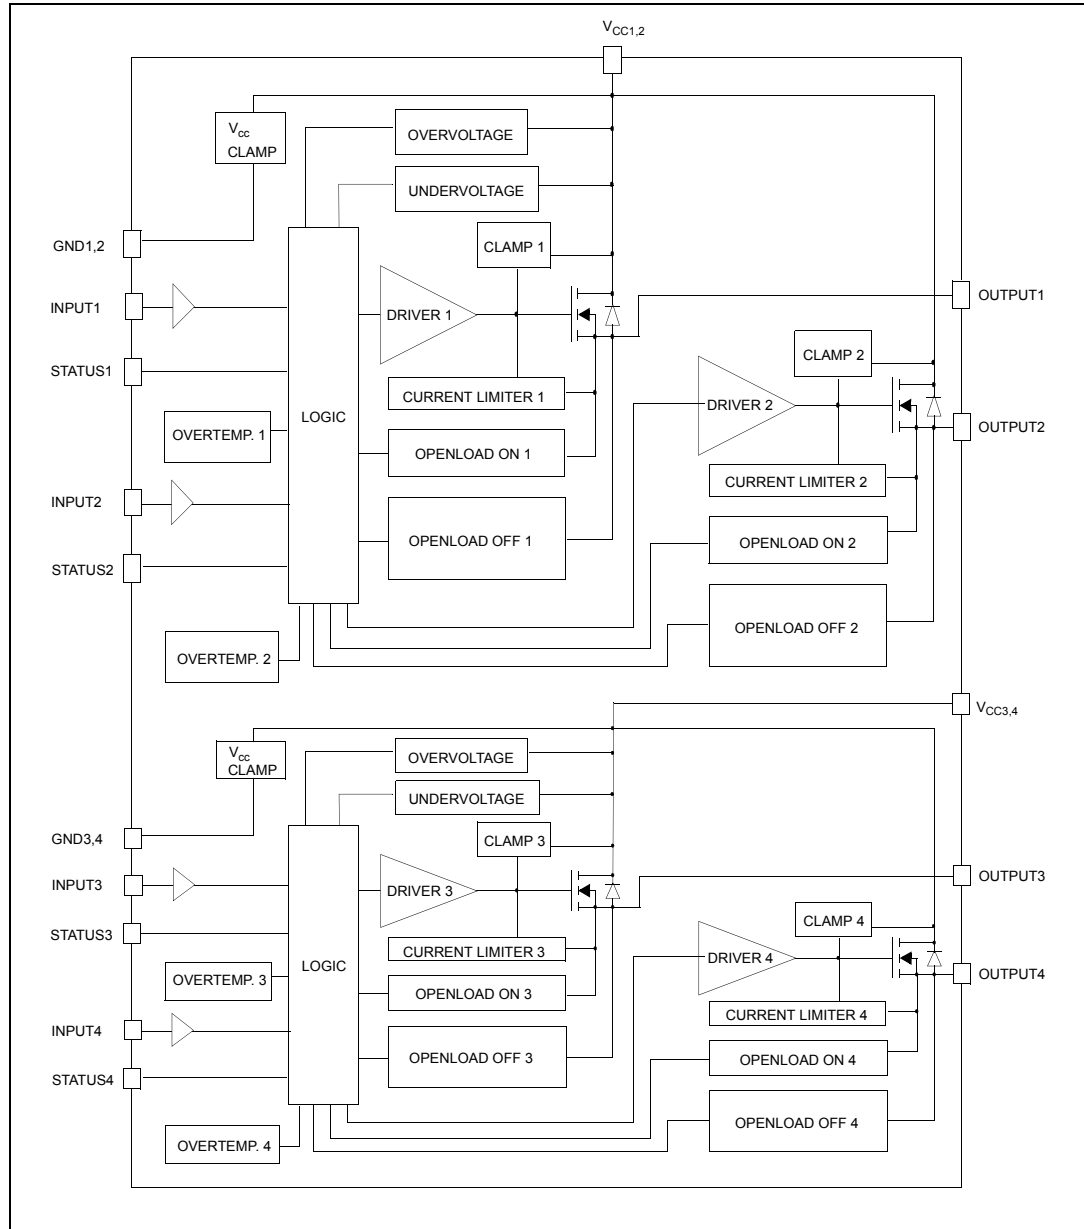 VCC1,2
Vcc
CLAMP
OVERVOLTAGE
UNDERVOLTAGE
GND1,2
CLAMP 1
INPUT1
DRIVER 1
OUTPUT1
STATUS1
CLAMP 2
CURRENT LIMITER 1
DRIVER 2
LOGIC
OVERTEMP. 1
OUTPUT2
OPENLOAD ON 1
INPUT2
CURRENT LIMITER 2
OPENLOAD OFF 1
OPENLOAD ON 2
STATUS2
OPENLOAD OFF 2
OVERTEMP. 2
VCC3,4
Vcc
CLAMP
OVERVOLTAGE
UNDERVOLTAGE
GND3,4
CLAMP 3
INPUT3
DRIVER 3
OUTPUT3
STATUS3
CLAMP 4
CURRENT LIMITER 3
DRIVER 4
LOGIC
OVERTEMP. 3
OUTPUT4
OPENLOAD ON 3
INPUT4
CURRENT LIMITER 4
OPENLOAD OFF 3
OPENLOAD ON 4
STATUS4
OPENLOAD OFF 4
OVERTEMP. 4